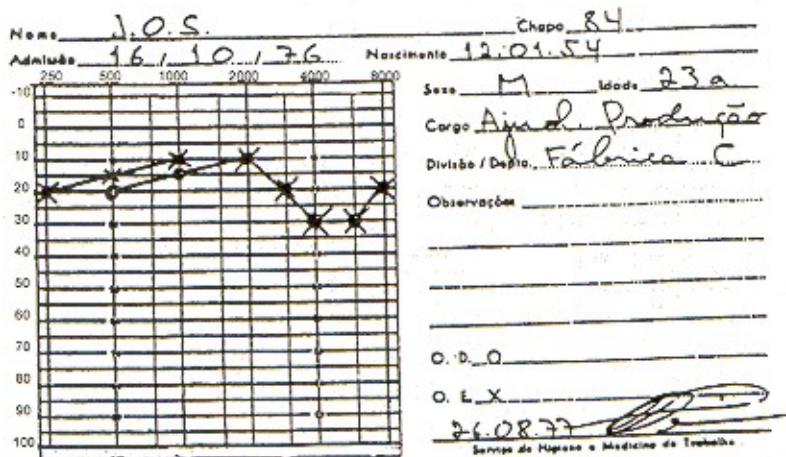 Nome J.O.S. Chapa 84
Admissão 16 / 10 / 76 Nascimento 12.01.54
Sexo M Idade 23a
Cargo Ajud. Produção
Divisão / Depto. Fábrica C
Observações
250 500 1000 2000 4000 8000
-10
0
10
20
30
40
50
60
70
80
90
100
O. D. O
O. E. X
26.08.77
Serviço de Higiene e Medicina do Trabalho